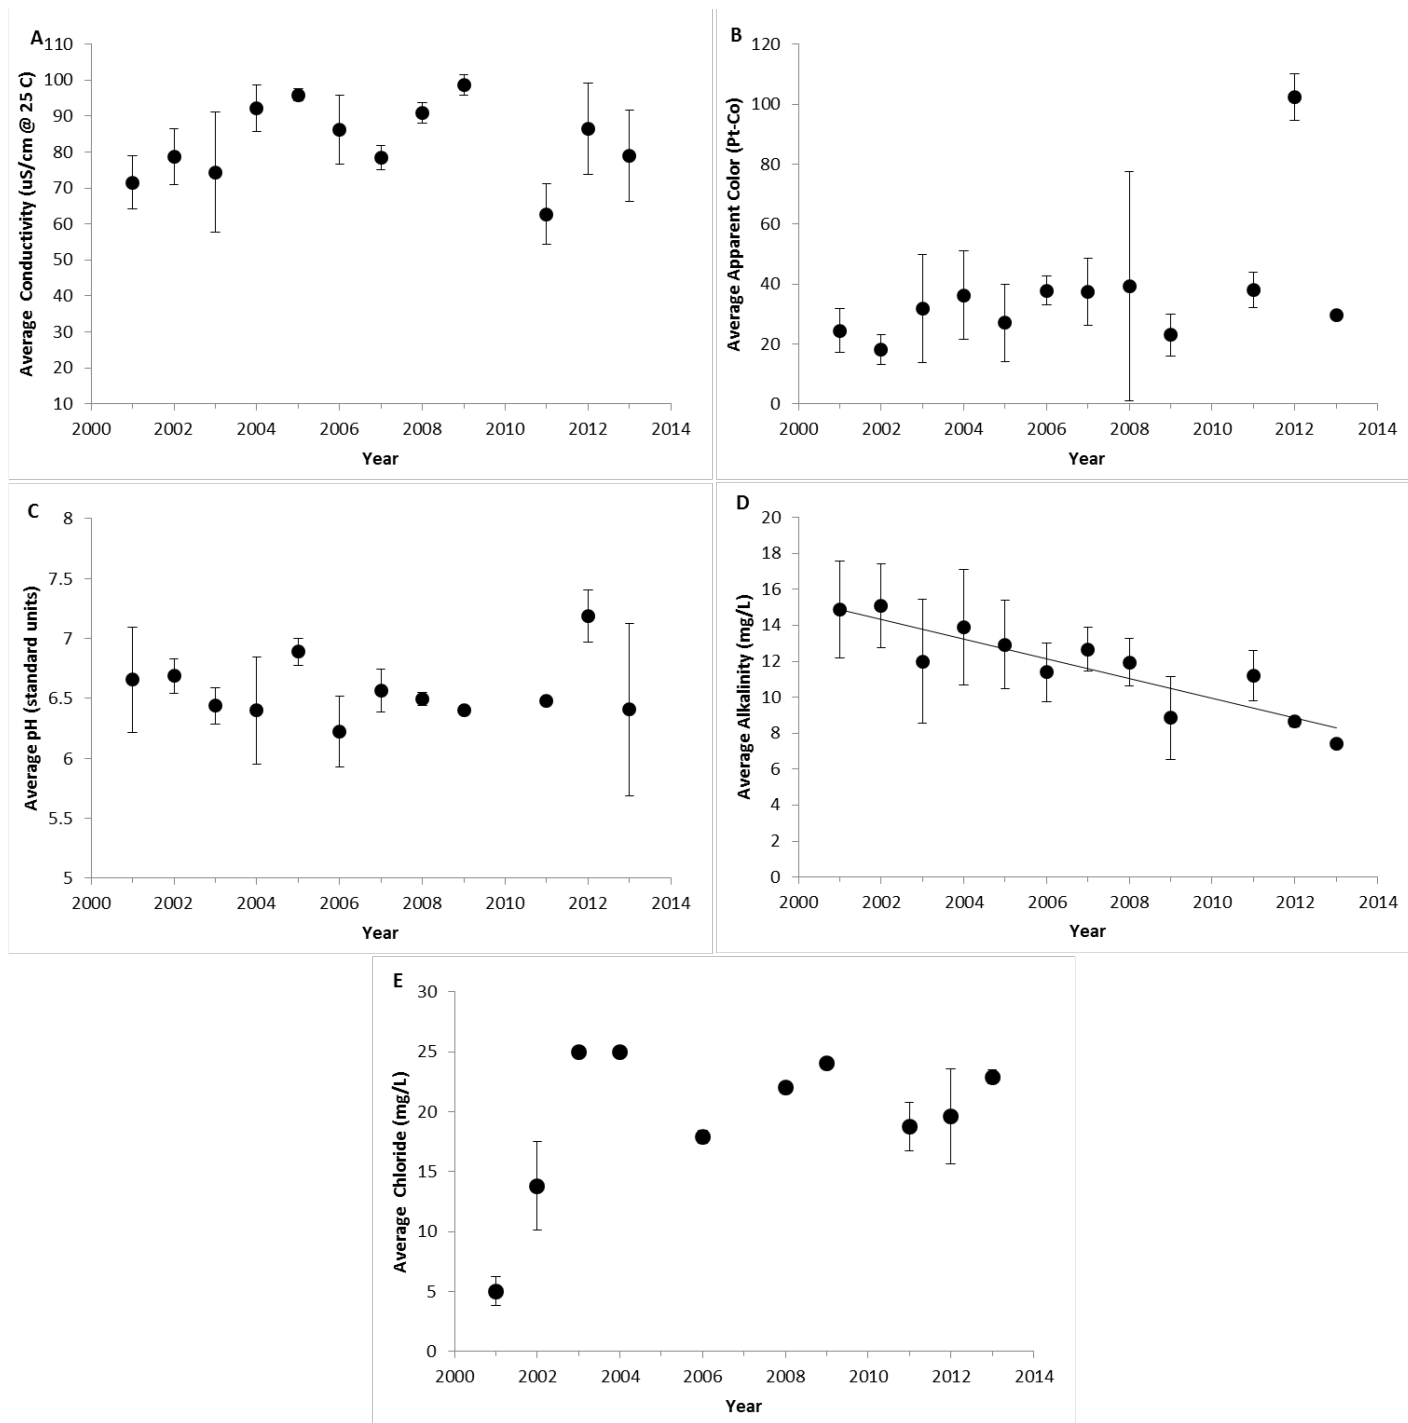 A
110
100
90
80
70
60
50
40
30
20
10
Average Conductivity (uS/cm @ 25 C)
2000 2002 2004 2006 2008 2010 2012 2014
Year
B
120
100
80
60
40
20
0
Average Apparent Color (Pt-Co)
2000 2002 2004 2006 2008 2010 2012 2014
Year
C
8
7.5
7
6.5
6
5.5
5
Average pH (standard units)
2000 2002 2004 2006 2008 2010 2012 2014
Year
D
20
18
16
14
12
10
8
6
4
2
0
Average Alkalinity (mg/L)
2000 2002 2004 2006 2008 2010 2012 2014
Year
E
30
25
20
15
10
5
0
Average Chloride (mg/L)
2000 2002 2004 2006 2008 2010 2012 2014
Year